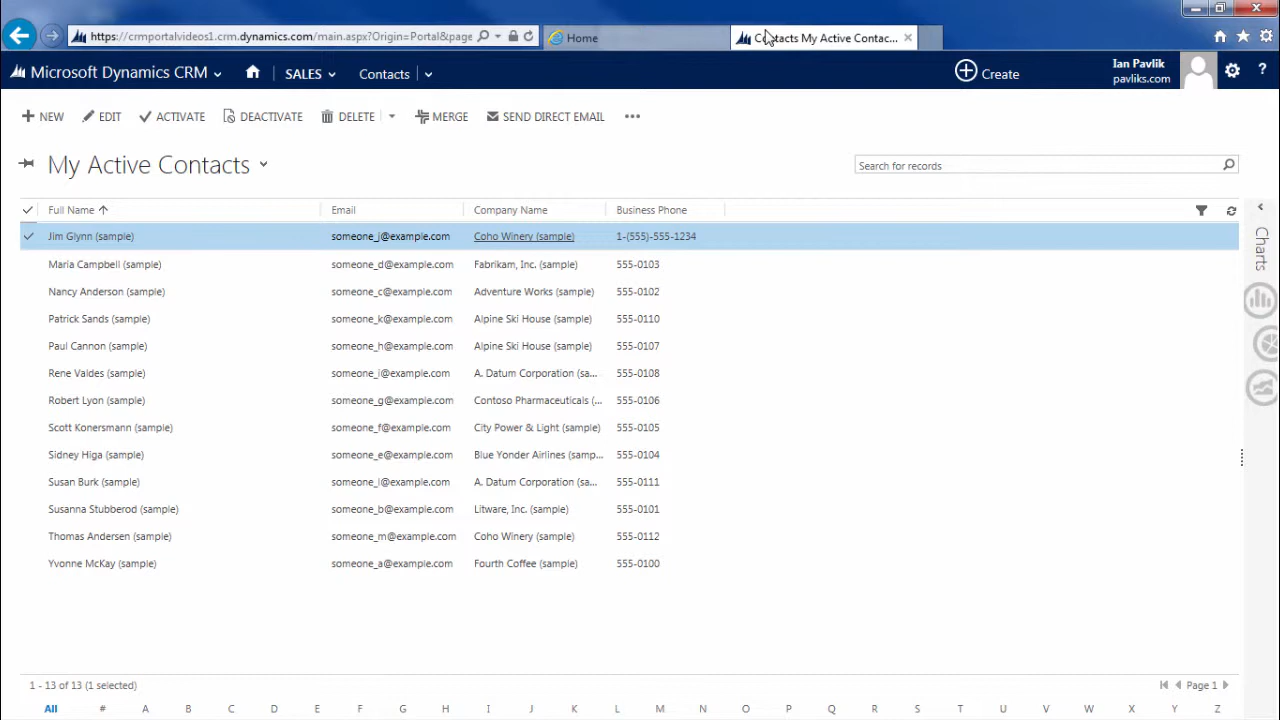 https://crmportalvideos1.crm.dynamics.com/main.aspx?Origin=Portal&page
Home
Contacts My Active Contac...
Microsoft Dynamics CRM
SALES
Contacts
Create
Ian Pavlik
pavliks.com
?
NEW
EDIT
ACTIVATE
DEACTIVATE
DELETE
MERGE
SEND DIRECT EMAIL
...
My Active Contacts
Search for records
Full Name Email Company Name Business Phone
Jim Glynn (sample) someone_j@example.com Coho Winery (sample) 1-(555)-555-1234
Maria Campbell (sample) someone_d@example.com Fabrikam, Inc. (sample) 555-0103
Nancy Anderson (sample) someone_c@example.com Adventure Works (sample) 555-0102
Patrick Sands (sample) someone_k@example.com Alpine Ski House (sample) 555-0110
Paul Cannon (sample) someone_h@example.com Alpine Ski House (sample) 555-0107
Rene Valdes (sample) someone_i@example.com A. Datum Corporation (sa... 555-0108
Robert Lyon (sample) someone_g@example.com Contoso Pharmaceuticals (... 555-0106
Scott Konersmann (sample) someone_f@example.com City Power & Light (sample) 555-0105
Sidney Higa (sample) someone_e@example.com Blue Yonder Airlines (samp... 555-0104
Susan Burk (sample) someone_l@example.com A. Datum Corporation (sa... 555-0111
Susanna Stubberod (sample) someone_b@example.com Litware, Inc. (sample) 555-0101
Thomas Andersen (sample) someone_m@example.com Coho Winery (sample) 555-0112
Yvonne McKay (sample) someone_a@example.com Fourth Coffee (sample) 555-0100
Charts
1 - 13 of 13 (1 selected)
Page 1
All # A B C D E F G H I J K L M N O P Q R S T U V W X Y Z